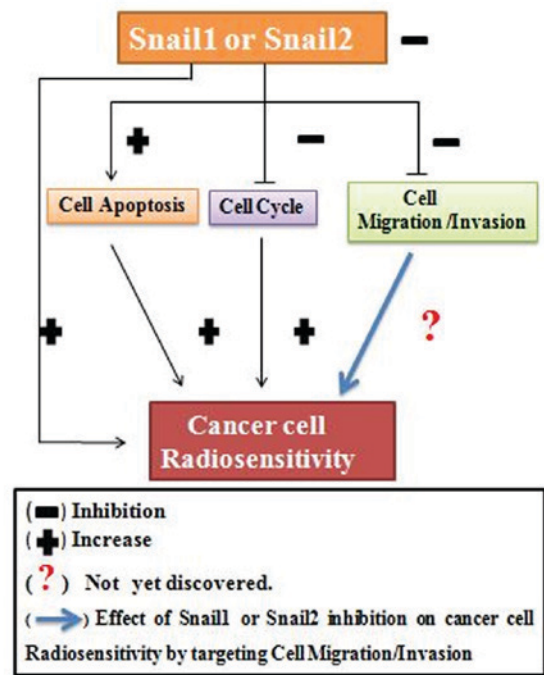 Snail1 or Snail2
Cell Apoptosis
Cell Cycle
Cell
Migration /Invasion
?
Cancer cell
Radiosensitivity
(−) Inhibition
(+) Increase
( ? ) Not yet discovered.
(→) Effect of Snail1 or Snail2 inhibition on cancer cell
Radiosensitivity by targeting Cell Migration/Invasion